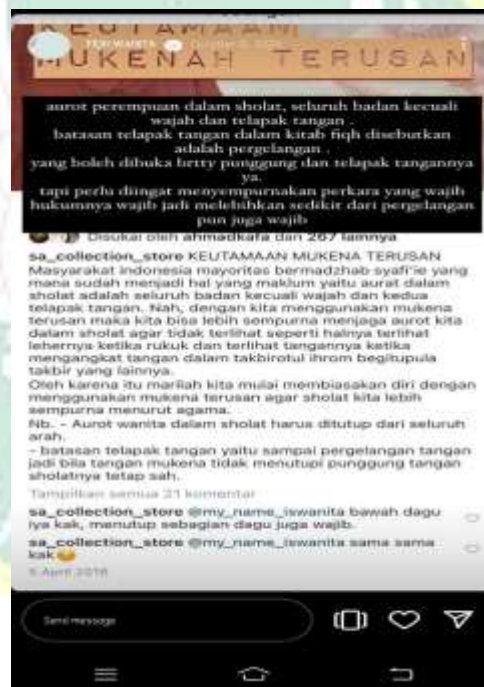 KEUTAMAAN
MUKENAH TERUSAN
aurot perempuan dalam sholat, seluruh badan kecuali
wajah dan telapak tangan .
batasan telapak tangan dalam kitab fiqh disebutkan
adalah pergelangan .
yang boleh dibuka brtty punggung dan telapak tangannya
ya.
tapi perlu diingat menyempurnakan perkara yang wajib
hukumnya wajib jadi melebihkan sedikit dari pergelangan
pun juga wajib
Disukai oleh ahmadkafa dan 267 lainnya
sa_collection_store KEUTAMAAN MUKENA TERUSAN
Masyarakat indonesia mayoritas bermadzhab syafi'ie yang
mana sudah menjadi hal yang maklum yaitu aurat dalam
sholat adalah seluruh badan kecuali wajah dan kedua
telapak tangan. Nah, dengan kita menggunakan mukena
terusan maka kita bisa lebih sempurna menjaga aurot kita
dalam sholat agar tidak terlihat seperti halnya terlihat
lehernya ketika rukuk dan terlihat tangannya ketika
mengangkat tangan dalam takbirotul ihrom begitupula
takbir yang lainnya.
Oleh karena itu marilah kita mulai membiasakan diri dengan
menggunakan mukena terusan agar sholat kita lebih
sempurna menurut agama.
Nb. - Aurot wanita dalam sholat harus ditutup dari seluruh
arah.
- batasan telapak tangan yaitu sampai pergelangan tangan
jadi bila tangan mukena tidak menutupi punggung tangan
sholatnya tetap sah.
Tampilkan semua 21 komentar
sa_collection_store @my_name_iswanita bawah dagu
iya kak, menutup sebagian dagu juga wajib.
sa_collection_store @my_name_iswanita sama sama
kak
5 April 2018
Send message